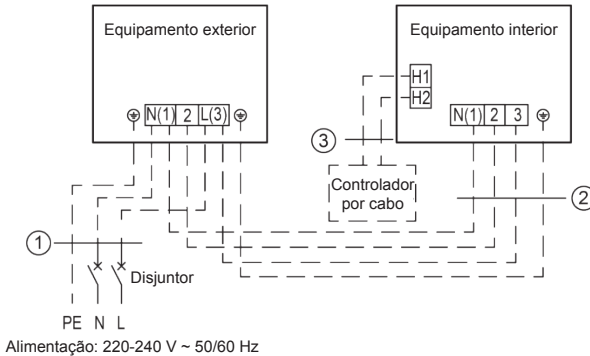 Equipamento exterior
Equipamento interior
H1
H2
N(1) 2 L(3)
N(1) 2 3
3
Controlador
por cabo
2
1
Disjuntor
PE N L
Alimentação: 220-240 V ~ 50/60 Hz